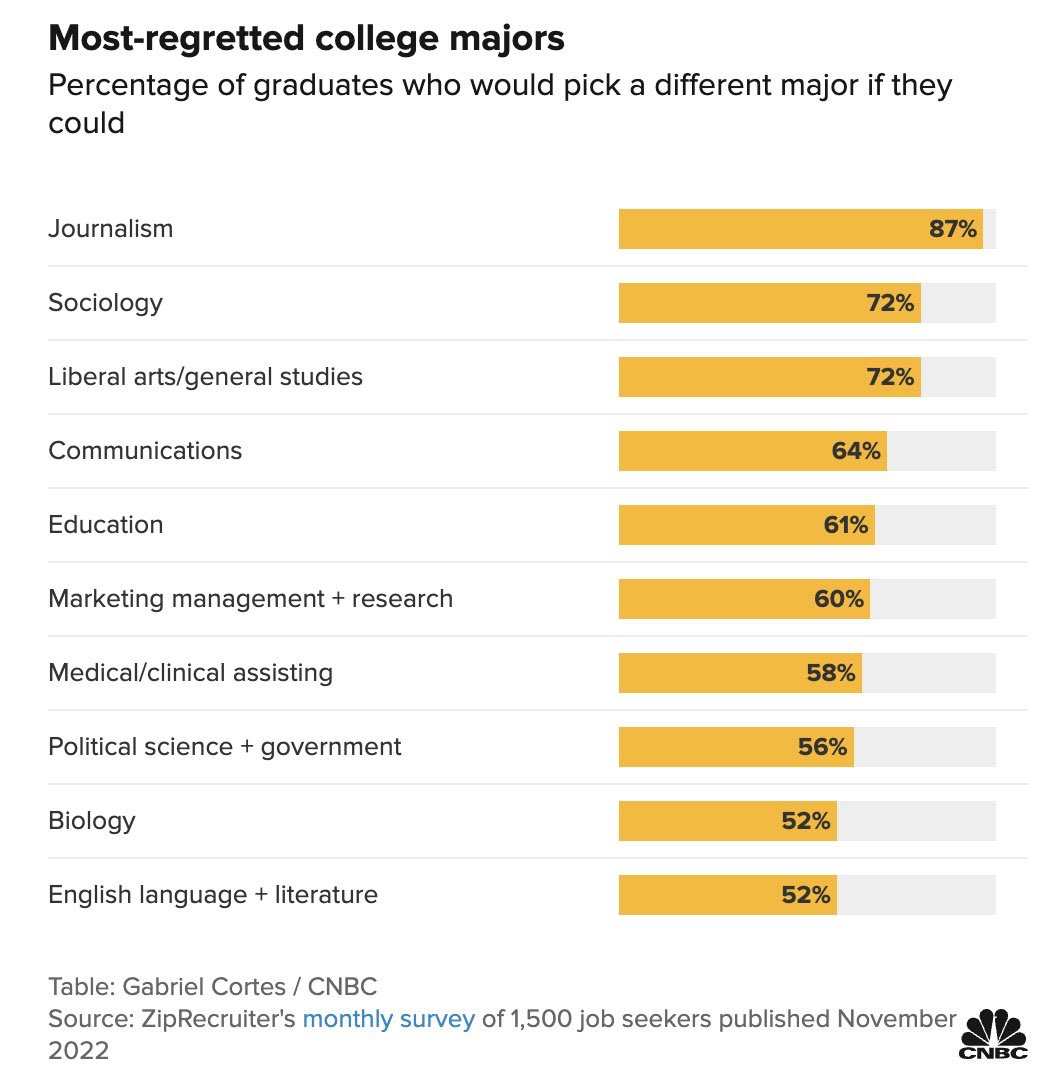 Most-regretted college majors
Percentage of graduates who would pick a different major if they
could
Journalism 87%
Sociology 72%
Liberal arts/general studies 72%
Communications 64%
Education 61%
Marketing management + research 60%
Medical/clinical assisting 58%
Political science + government 56%
Biology 52%
English language + literature 52%
Table: Gabriel Cortes / CNBC
Source: ZipRecruiter's monthly survey of 1,500 job seekers published November
2022
CNBC